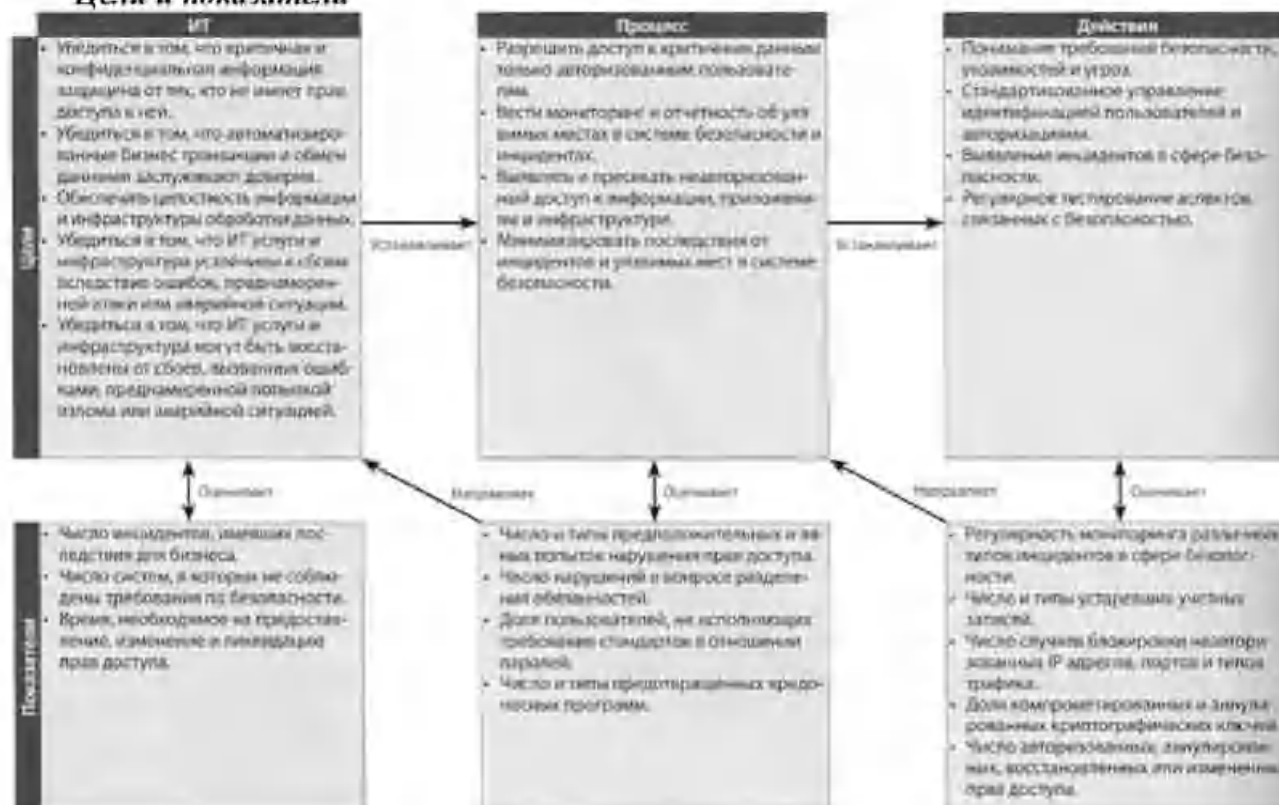 Цели и показатели
ИТ
Процесс
Действия
Цели
• Убедиться в том, что критичная и
конфиденциальная информация
защищена от тех, кто не имеет прав
доступа к ней.
• Убедиться в том, что автоматизиро-
ванные бизнес транзакции и обмен
данными заслуживают доверия.
• Обеспечить целостность информации
и инфраструктуры обработки данных.
• Убедиться в том, что ИТ услуги и
инфраструктура устойчивы к сбоям
вследствие ошибок, преднамерен-
ной атаки или аварийной ситуации.
• Убедиться в том, что ИТ услуги и
инфраструктура могут быть восста-
новлены от сбоев, вызванных ошиб-
ками, преднамеренной попыткой
взлома или аварийной ситуацией.
Устанавливает
• Разрешить доступ к критичным данным
только авторизованным пользовате-
лям.
• Вести мониторинг и отчетность об уяз
вимых местах в системе безопасности и
инцидентах.
• Выявлять и пресекать неавторизован-
ный доступ к информации, приложени-
ям и инфраструктуре.
• Минимизировать последствия от
инцидентов и уязвимых мест в системе
безопасности.
Устанавливает
• Понимание требований безопасности,
уязвимостей и угроз.
• Стандартизованное управление
идентификацией пользователей и
авторизациями.
• Выявление инцидентов в сфере безо-
пасности.
• Регулярное тестирование аспектов,
связанных с безопасностью.
Оценивает
Направляет
Оценивает
Направляет
Оценивает
Показатели
• Число инцидентов, имевших пос-
ледствия для бизнеса.
• Число систем, в которых не соблю-
дены требования по безопасности.
• Время, необходимое на предостав-
ление, изменение и ликвидацию
прав доступа.
• Число и типы предположительных и яв-
ных попыток нарушения прав доступа.
• Число нарушений в вопросе разделе-
ния обязанностей.
• Доля пользователей, не исполняющих
требования стандартов в отношении
паролей.
• Число и типы предотвращенных вредо-
носных программ.
• Регулярность мониторинга различных
типов инцидентов в сфере безопас-
ности.
• Число и типы устаревших учетных
записей.
• Число случаев блокировки неавтори
зованных IP адресов, портов и типов
трафика.
• Доля компрометированных и аннули
рованных криптографических ключей.
• Число авторизованных, аннулирован-
ных, восстановленных или измененных
прав доступа.